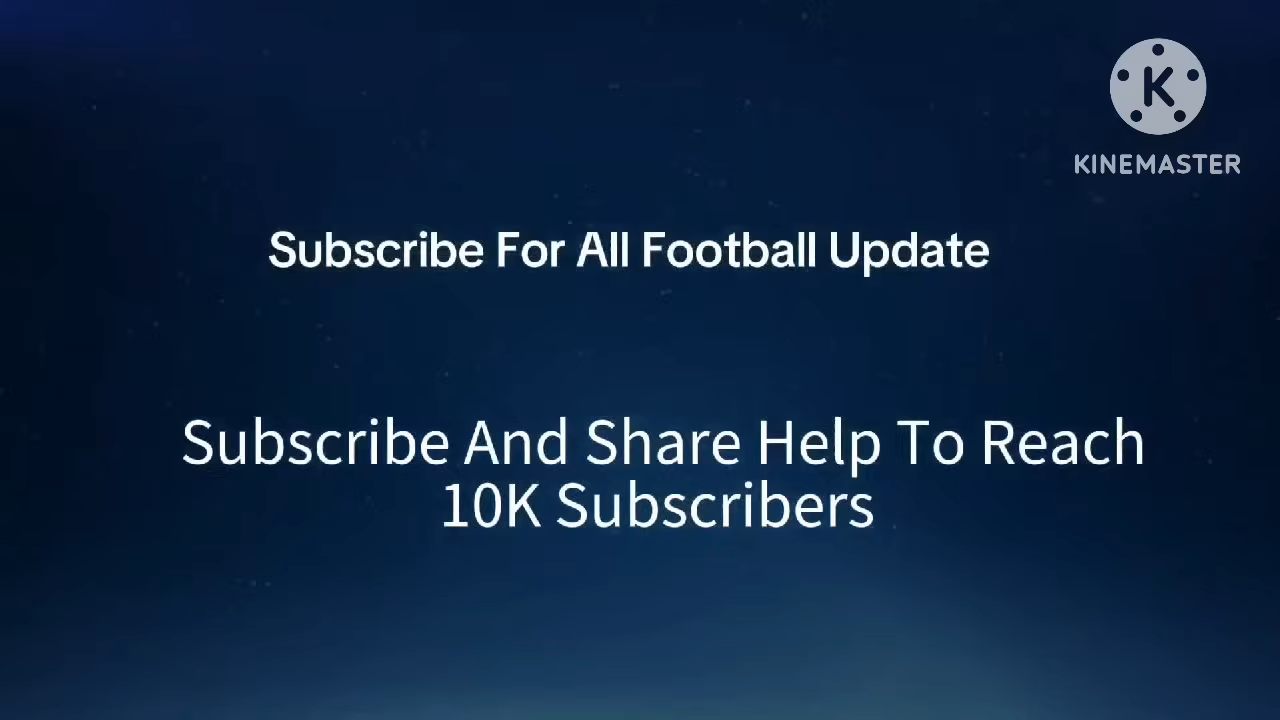 K
KINEMASTER
Subscribe For All Football Update
Subscribe And Share Help To Reach
10K Subscribers